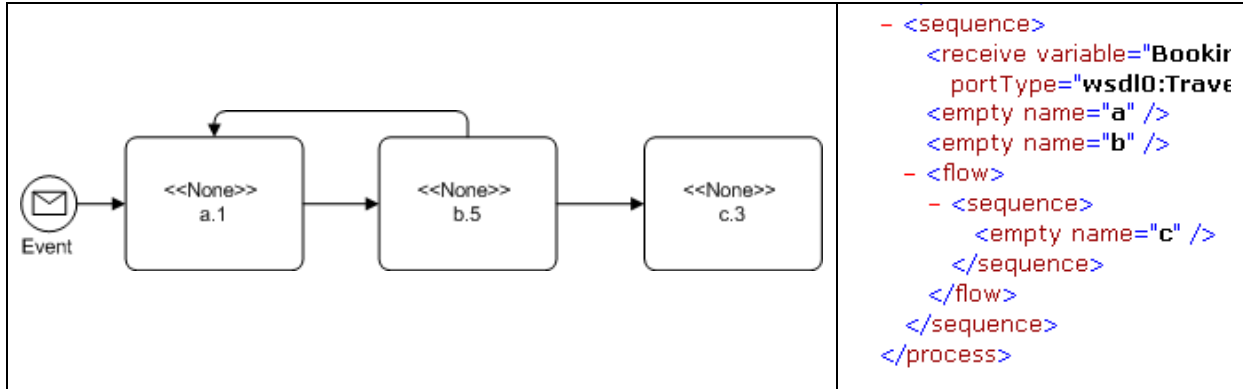 <<None>>
a.1
<<None>>
b.5
<<None>>
c.3
Event
– <sequence>
<receive variable="Bookin
portType="wsdl0:Trave
<empty name="a" />
<empty name="b" />
– <flow>
– <sequence>
<empty name="c" />
</sequence>
</flow>
</sequence>
</process>